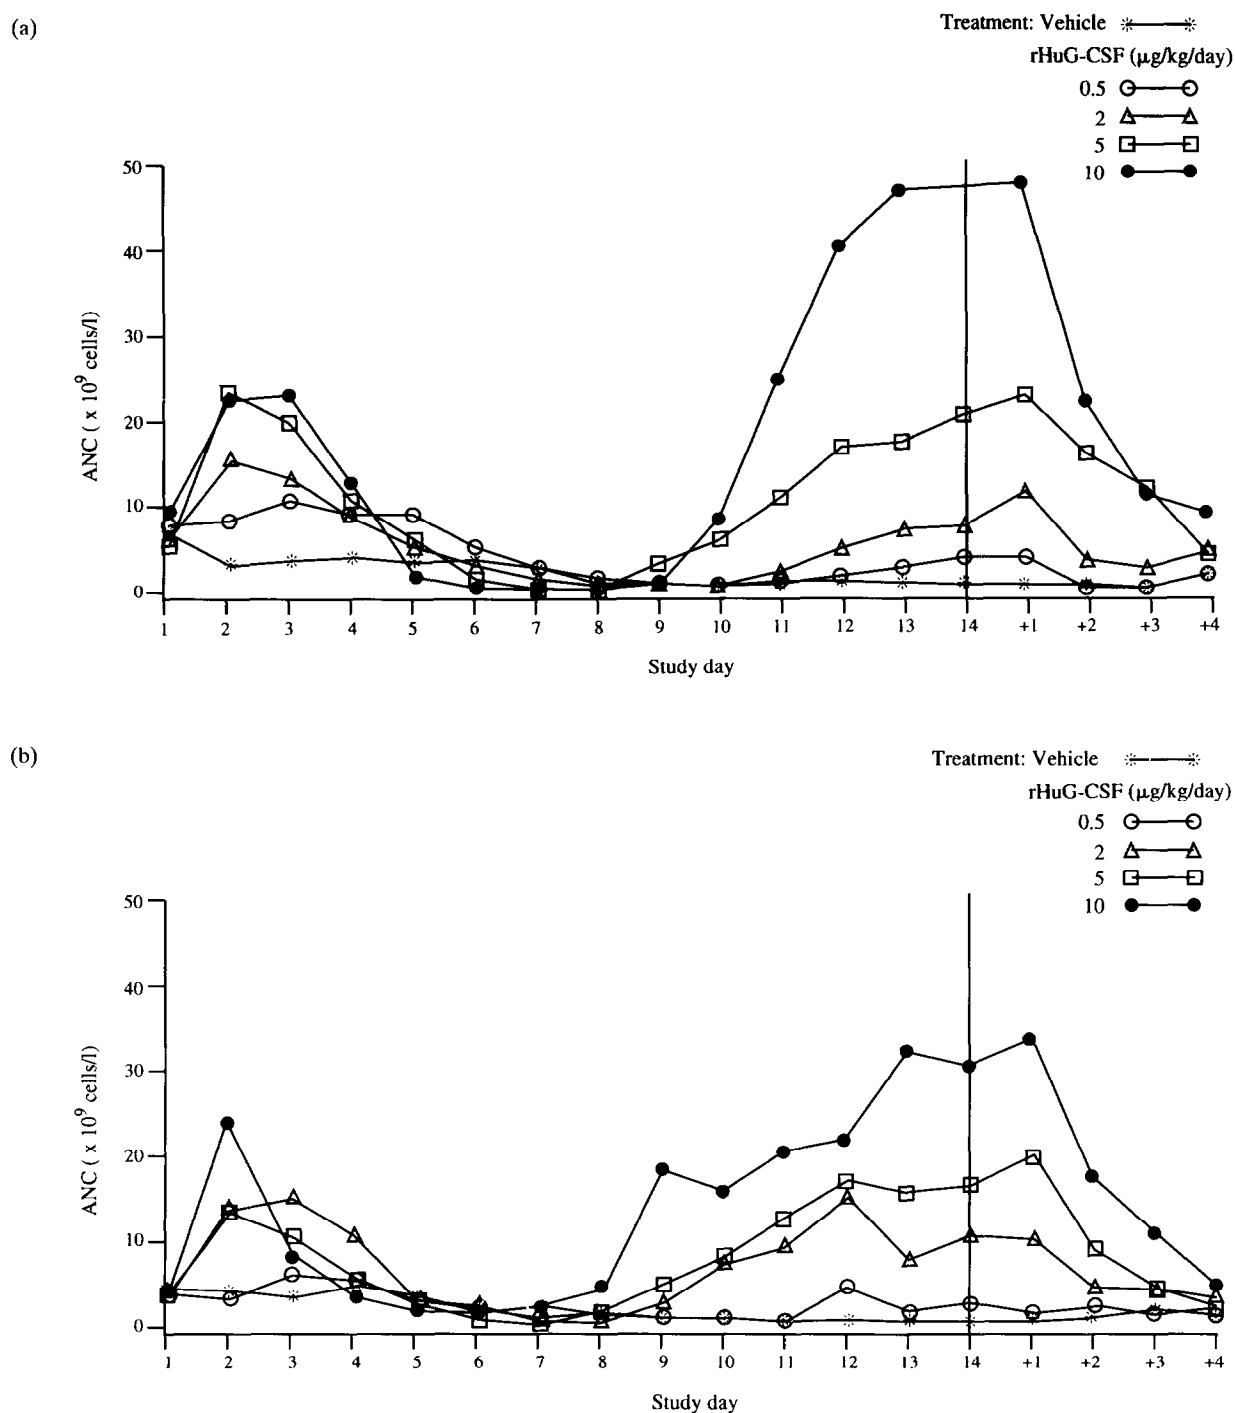 (a)
Treatment: Vehicle
rHuG-CSF (μg/kg/day)
0.5
2
5
10
50
40
30
20
10
0
ANC ( x 10⁹ cells/l)
1 2 3 4 5 6 7 8 9 10 11 12 13 14 +1 +2 +3 +4
Study day
(b)
Treatment: Vehicle
rHuG-CSF (μg/kg/day)
0.5
2
5
10
50
40
30
20
10
0
ANC ( x 10⁹ cells/l)
1 2 3 4 5 6 7 8 9 10 11 12 13 14 +1 +2 +3 +4
Study day